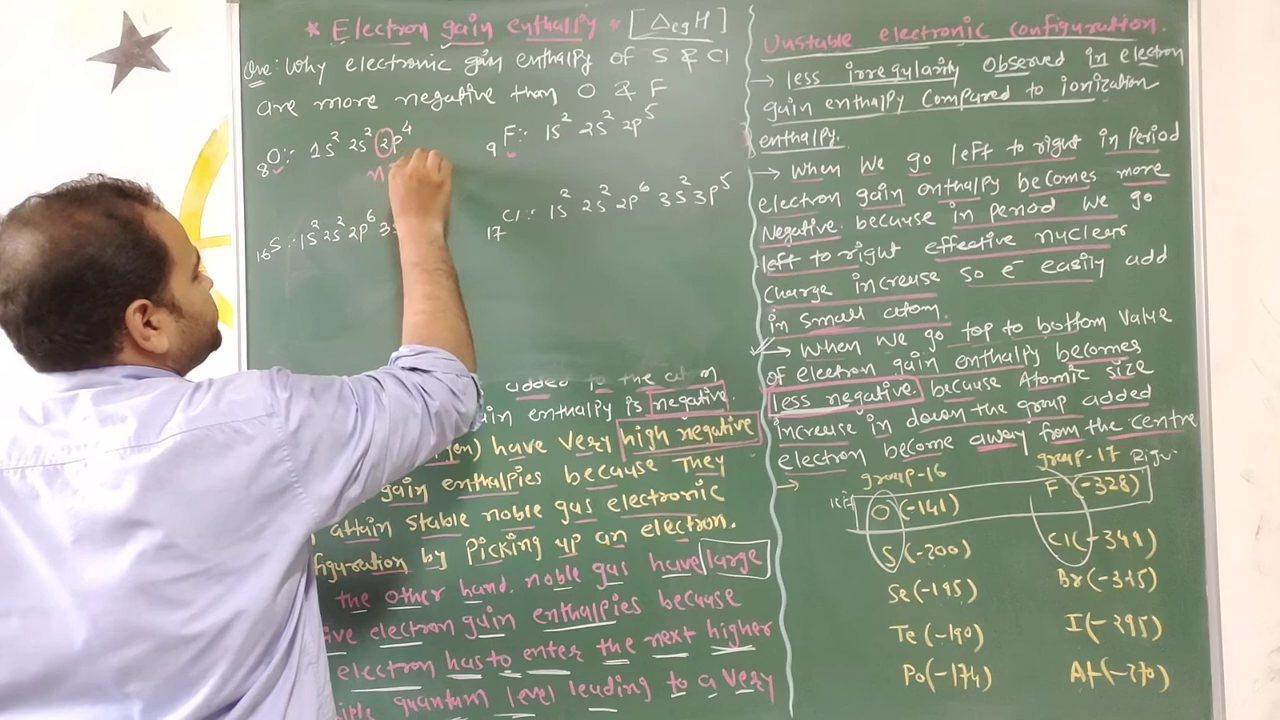 * Electron gain enthalpy * [ΔegH]
Que: Why electronic gain enthalpy of S & Cl
are more negative than O & F
8O:- 1s² 2s² 2p⁴
n
9F:- 1s² 2s² 2p⁵
16S:- 1s² 2s² 2p⁶ 3s
17Cl:- 1s² 2s² 2p⁶ 3s² 3p⁵
added to the atom
enthalpy is negative.
have very high negative
gain enthalpies because They
attain stable noble gas electronic
figuration by picking up an electron.
the other hand. noble gas have large
electron gain enthalpies because
electron has to enter the next higher
quantum level leading to a very
Unstable electronic configuration.
→ less irregularity observed in electron
gain enthalpy compared to ionization
enthalpy.
→ When we go left to right in period
electron gain enthalpy becomes more
Negative. because in period we go
left to right effective nuclear
charge increase so e⁻ easily add
in small atom.
→ When we go top to bottom value
of electron gain enthalpy becomes
less negative because Atomic size
increase in down the group added
electron become away from the centre
→ group-16
group-17
O (-141)
F (-328)
S (-200)
Cl (-349)
Se (-195)
Br (-325)
Te (-190)
I (-295)
Po (-174)
At (-270)